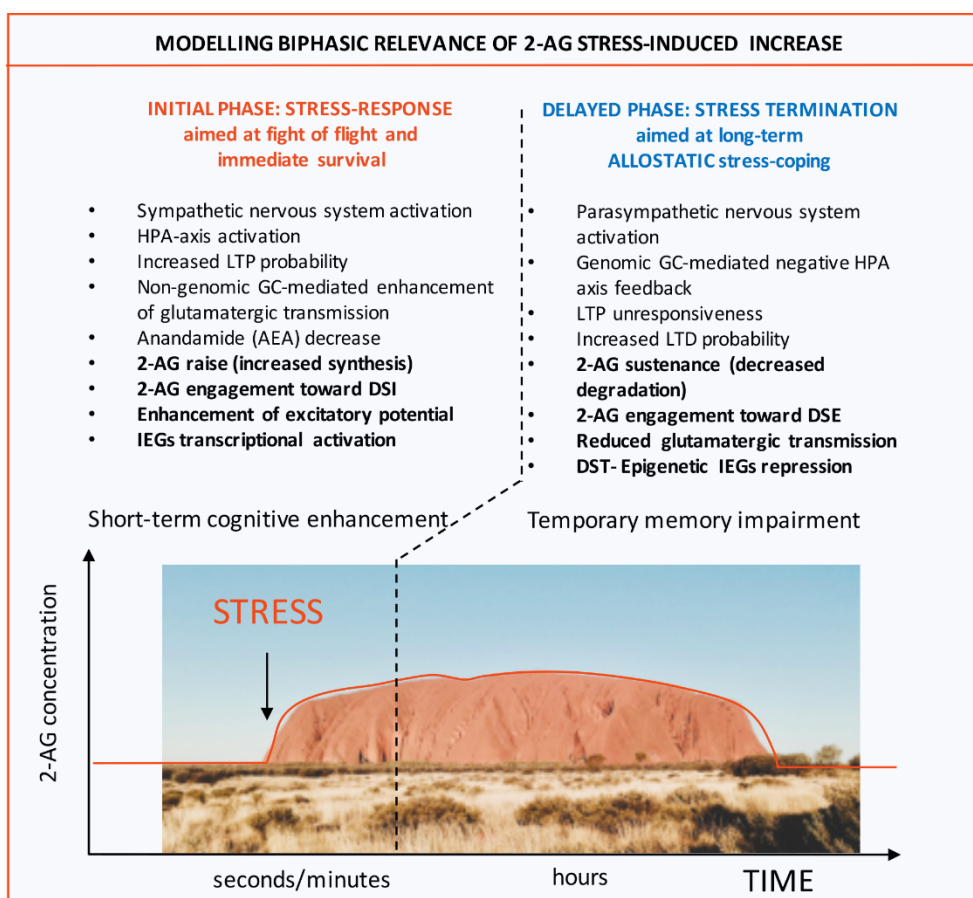 MODELLING BIPHASIC RELEVANCE OF 2-AG STRESS-INDUCED INCREASE
INITIAL PHASE: STRESS-RESPONSE
aimed at fight of flight and
immediate survival
• Sympathetic nervous system activation
• HPA-axis activation
• Increased LTP probability
• Non-genomic GC-mediated enhancement
of glutamatergic transmission
• Anandamide (AEA) decrease
• 2-AG raise (increased synthesis)
• 2-AG engagement toward DSI
• Enhancement of excitatory potential
• IEGs transcriptional activation
Short-term cognitive enhancement
DELAYED PHASE: STRESS TERMINATION
aimed at long-term
ALLOSTATIC stress-coping
• Parasympathetic nervous system
activation
• Genomic GC-mediated negative HPA
axis feedback
• LTP unresponsiveness
• Increased LTD probability
• 2-AG sustenance (decreased
degradation)
• 2-AG engagement toward DSE
• Reduced glutamatergic transmission
• DST- Epigenetic IEGs repression
Temporary memory impairment
STRESS
2-AG concentration
seconds/minutes
hours
TIME